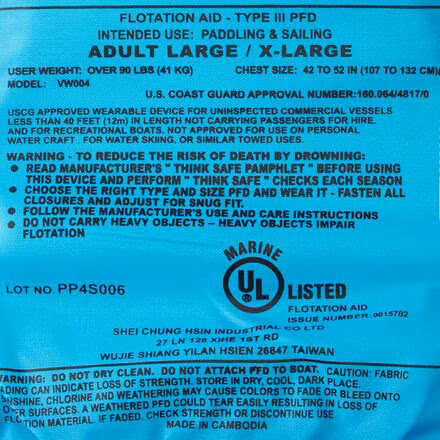 FLOTATION AID - TYPE III PFD
INTENDED USE: PADDLING & SAILING
ADULT LARGE / X-LARGE
USER WEIGHT: OVER 90 LBS (41 KG) CHEST SIZE: 42 TO 52 IN (107 TO 132 CM)
MODEL: VW004
U.S. COAST GUARD APPROVAL NUMBER:160.064/4817/0
USCG APPROVED WEARABLE DEVICE FOR UNINSPECTED COMMERCIAL VESSELS
LESS THAN 40 FEET (12m) IN LENGTH NOT CARRYING PASSENGERS FOR HIRE,
AND FOR RECREATIONAL BOATS. NOT APPROVED FOR USE ON PERSONAL
WATER CRAFT . FOR WATER SKIING, OR SIMILAR TOWED USES.
WARNING - TO REDUCE THE RISK OF DEATH BY DROWNING:
● READ MANUFACTURER'S " THINK SAFE PAMPHLET " BEFORE USING
THIS DEVICE AND PERFORM " THINK SAFE " CHECKS EACH SEASON
● CHOOSE THE RIGHT TYPE AND SIZE PFD AND WEAR IT - FASTEN ALL
CLOSURES AND ADJUST FOR SNUG FIT.
● FOLLOW THE MANUFACTURER'S USE AND CARE INSTRUCTIONS
● DO NOT CARRY HEAVY OBJECTS -- HEAVY OBJECTS IMPAIR
FLOTATION
MARINE
UL ®
LISTED
LOT NO. PP4S006
FLOTATION AID
ISSUE NUMBER:0015702
SHEI CHUNG HSIN INDUSTRIAL CO LTD
27 LN 128 XIHE 1ST RD
WUJIE SHIANG YILAN HSIEN 26847 TAIWAN
WARNING: DO NOT DRY CLEAN. DO NOT ATTACH PFD TO BOAT. CAUTION: FABRIC
ADING CAN INDICATE LOSS OF STRENGTH. STORE IN DRY, COOL, DARK PLACE.
NSHINE, CHLORINE AND WEATHERING MAY CAUSE COLORS TO FADE OR BLEED ONTO
ER SURFACES. A WEATHERED PFD COULD TEAR EASILY RESULTING IN LOSS OF
OTATION MATERIAL. IF FADED. CHECK STRENGTH OR DISCONTINUE USE
MADE IN CAMBODIA